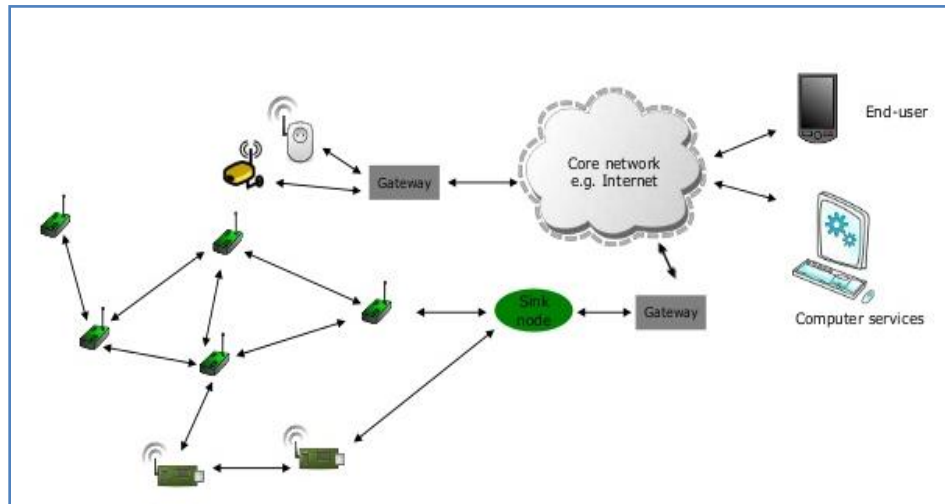 End-user
Core network
e.g. Internet
Gateway
Sink
node
Gateway
Computer services